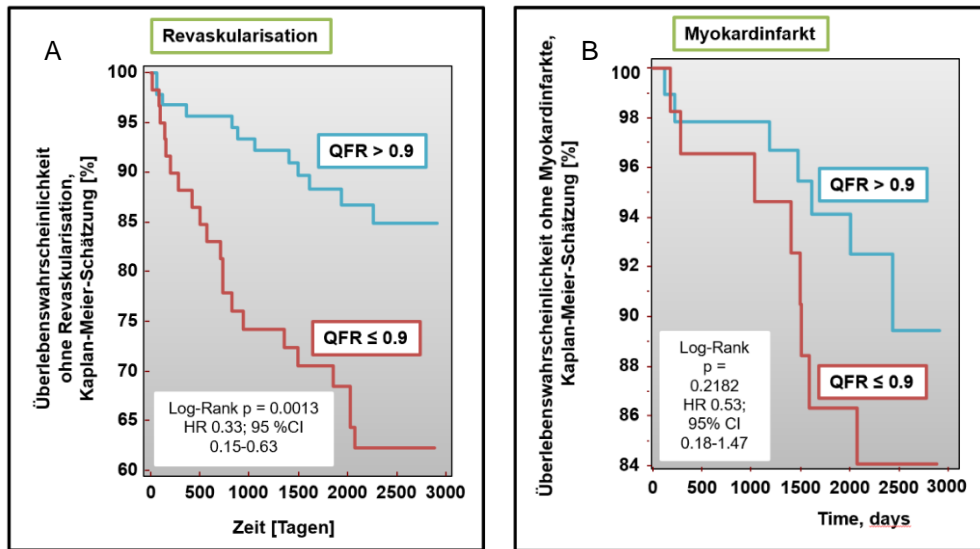 A
Revaskularisation
Überlebenswahrscheinlichkeit
ohne Revaskularisation,
Kaplan-Meier-Schätzung [%]
100
95
90
85
80
75
70
65
60
QFR > 0.9
QFR ≤ 0.9
Log-Rank p = 0.0013
HR 0.33; 95 %CI
0.15-0.63
0
500
1000
1500
2000
2500
3000
Zeit [Tagen]
B
Myokardinfarkt
Überlebenswahrscheinlichkeit ohne Myokardinfarkte,
Kaplan-Meier-Schätzung [%]
100
98
96
94
92
90
88
86
84
QFR > 0.9
QFR ≤ 0.9
Log-Rank
p =
0.2182
HR 0.53;
95% CI
0.18-1.47
0
500
1000
1500
2000
2500
3000
Time, days